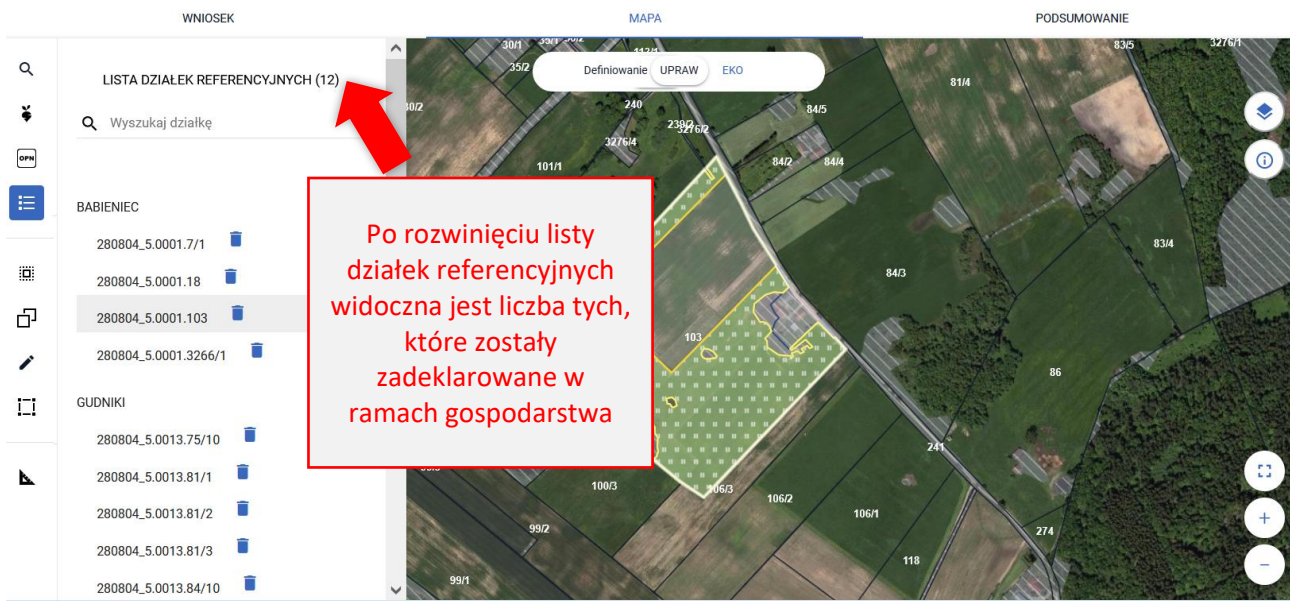 WNIOSEK
MAPA
PODSUMOWANIE
LISTA DZIAŁEK REFERENCYJNYCH (12)
Wyszukaj działkę
OPN
BABIENIEC
280804_5.0001.7/1
280804_5.0001.18
280804_5.0001.103
280804_5.0001.3266/1
GUDNIKI
280804_5.0013.75/10
280804_5.0013.81/1
280804_5.0013.81/2
280804_5.0013.81/3
280804_5.0013.84/10
Po rozwinięciu listy
działek referencyjnych
widoczna jest liczba tych,
które zostały
zadeklarowane w
ramach gospodarstwa
Definiowanie UPRAW EKO
30/1
35/1
35/2
83/5
3276/1
81/4
240
84/5
3276/2
3276/4
101/1
84/2
84/4
83/4
84/3
103
86
241
100/3
106/3
106/2
106/1
99/2
274
118
99/1